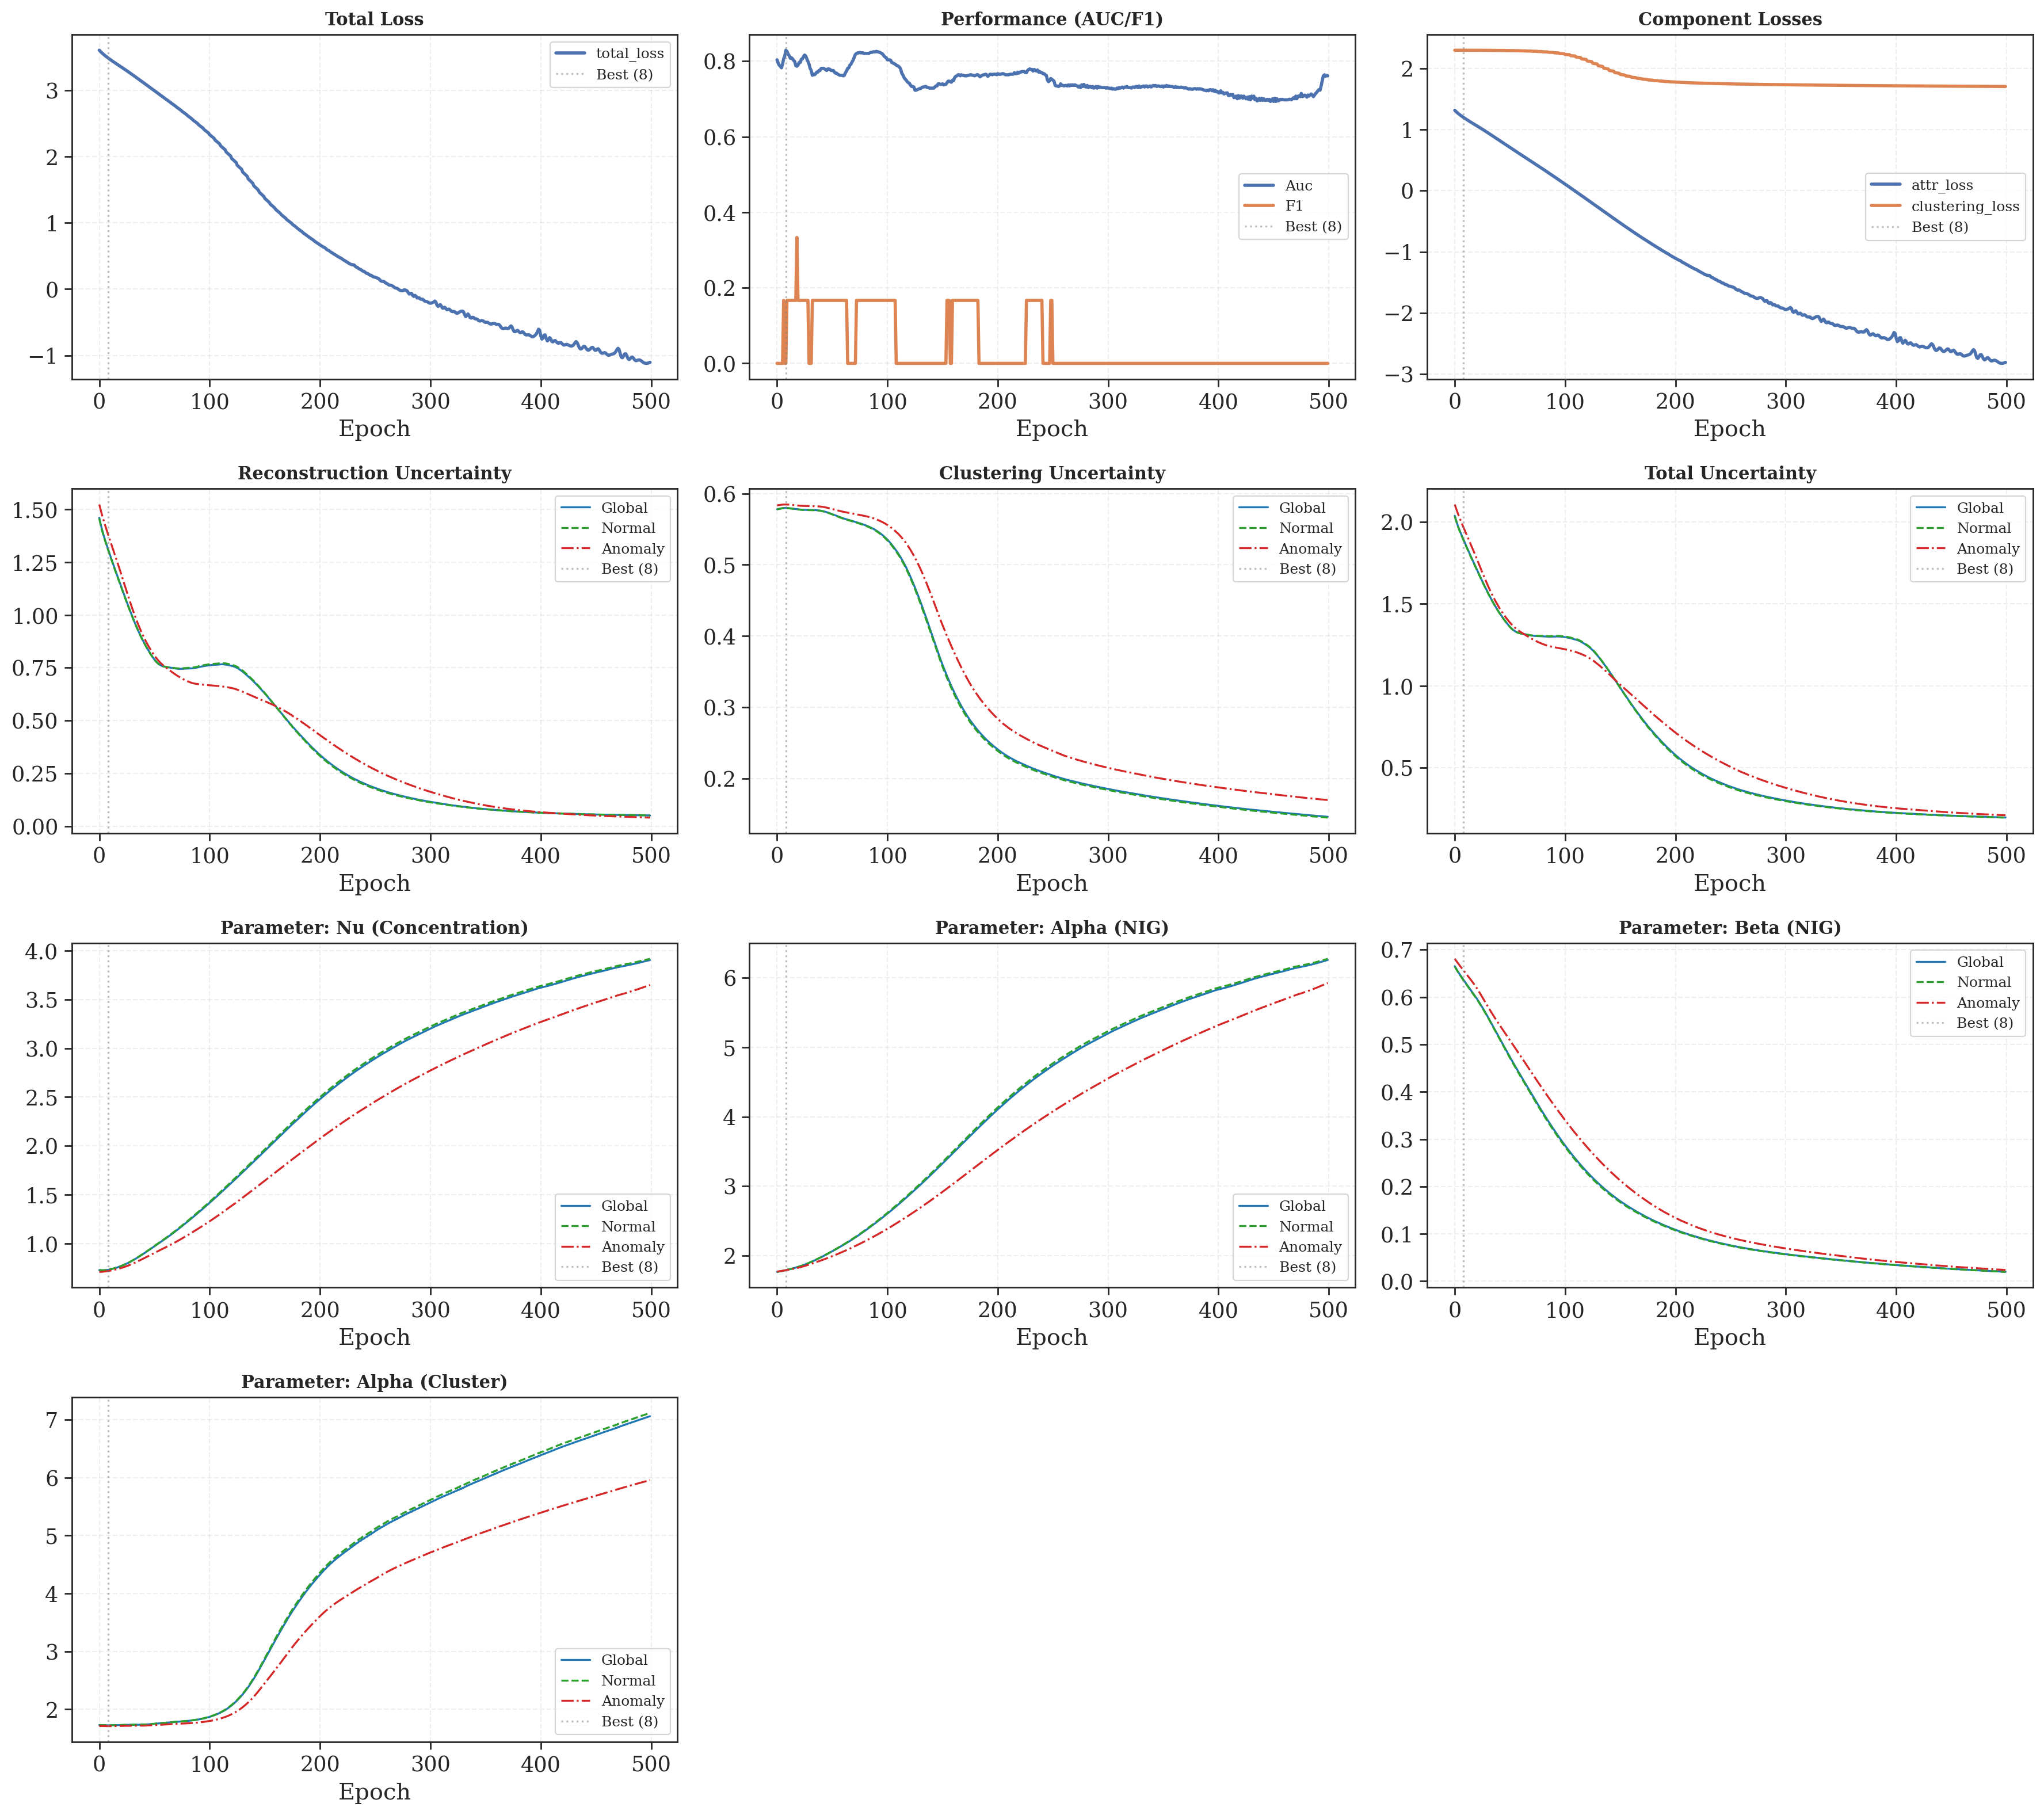 Total Loss
total_loss
Best (8)
3
2
1
0
−1
0 100 200 300 400 500
Epoch
Performance (AUC/F1)
0.8
0.6
0.4
0.2
0.0
Auc
F1
Best (8)
0 100 200 300 400 500
Epoch
Component Losses
2
1
0
−1
−2
−3
attr_loss
clustering_loss
Best (8)
0 100 200 300 400 500
Epoch
Reconstruction Uncertainty
1.50
1.25
1.00
0.75
0.50
0.25
0.00
Global
Normal
Anomaly
Best (8)
0 100 200 300 400 500
Epoch
Clustering Uncertainty
0.6
0.5
0.4
0.3
0.2
Global
Normal
Anomaly
Best (8)
0 100 200 300 400 500
Epoch
Total Uncertainty
2.0
1.5
1.0
0.5
Global
Normal
Anomaly
Best (8)
0 100 200 300 400 500
Epoch
Parameter: Nu (Concentration)
4.0
3.5
3.0
2.5
2.0
1.5
1.0
Global
Normal
Anomaly
Best (8)
0 100 200 300 400 500
Epoch
Parameter: Alpha (NIG)
6
5
4
3
2
Global
Normal
Anomaly
Best (8)
0 100 200 300 400 500
Epoch
Parameter: Beta (NIG)
0.7
0.6
0.5
0.4
0.3
0.2
0.1
0.0
Global
Normal
Anomaly
Best (8)
0 100 200 300 400 500
Epoch
Parameter: Alpha (Cluster)
7
6
5
4
3
2
Global
Normal
Anomaly
Best (8)
0 100 200 300 400 500
Epoch